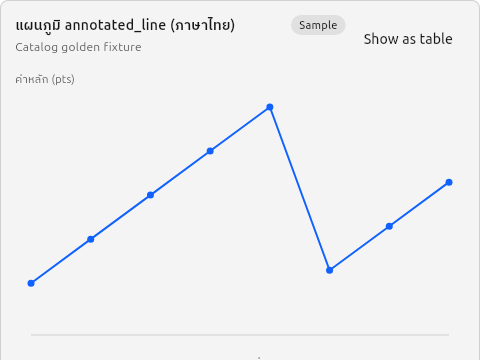 แผนภูมิ annotated_line (ภาษาไทย)
Sample
Show as table
Catalog golden fixture
ค่าหลัก (pts)